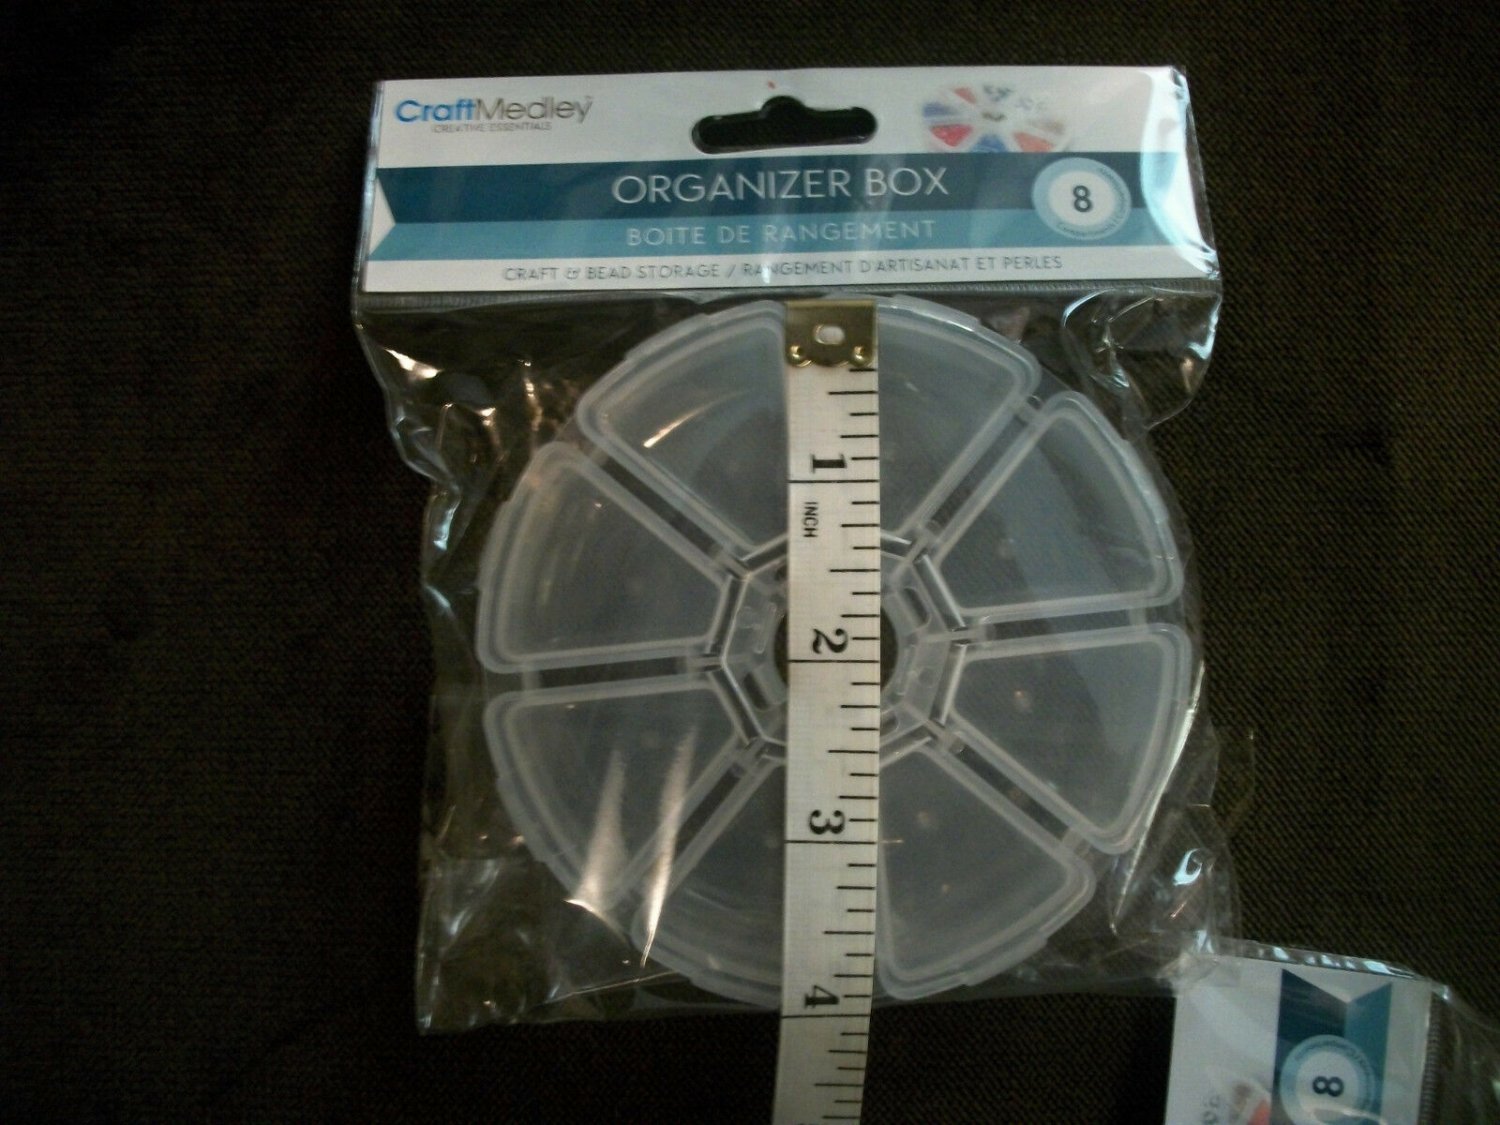 CraftMedley
CREATIVE ESSENTIALS
ORGANIZER BOX
8
BOITE DE RANGEMENT
CRAFT & BEAD STORAGE / RANGEMENT D'ARTISANAT ET PERLES
1
INCH
2
3
4
8